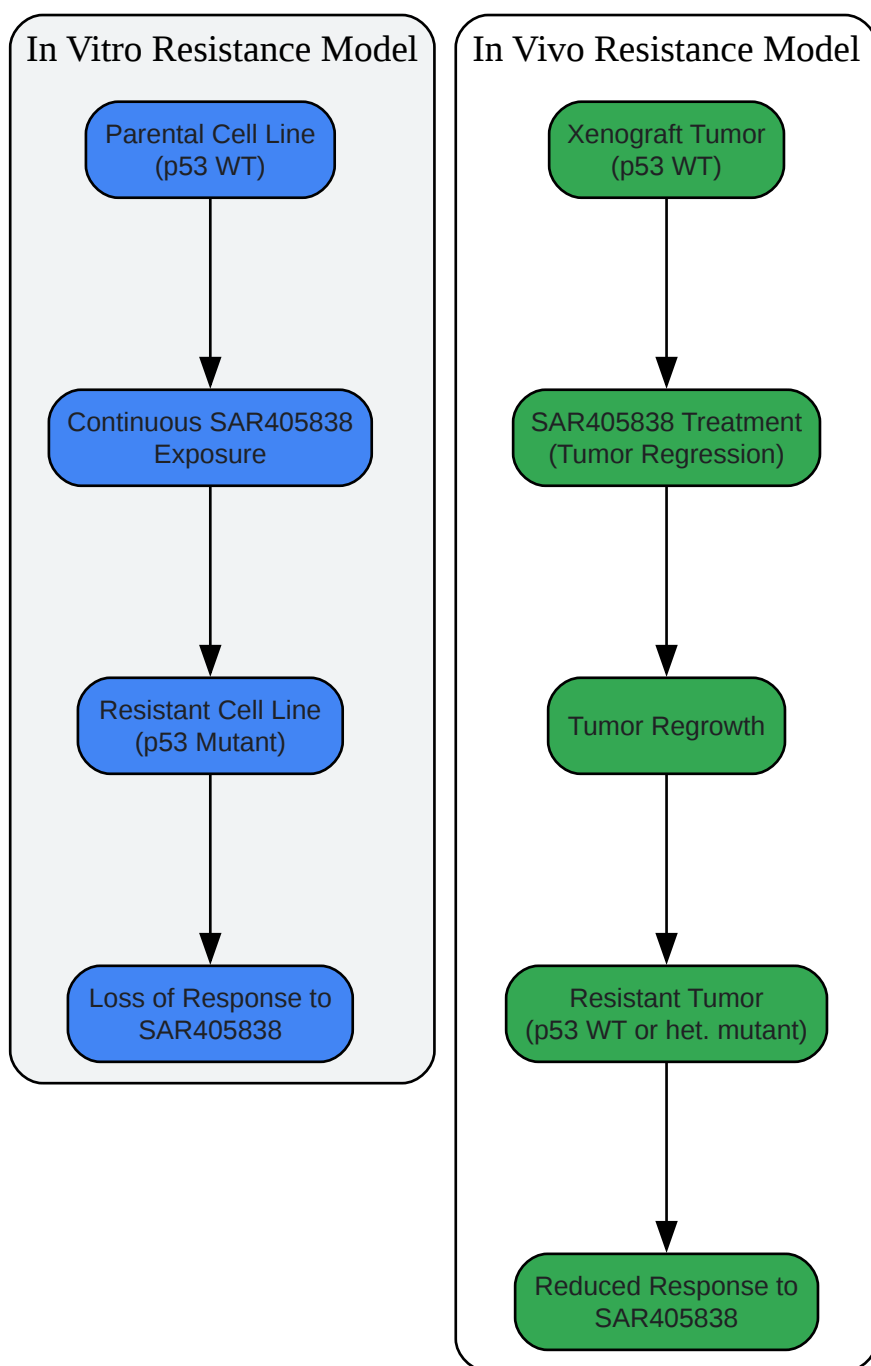 In Vitro Resistance Model
Parental Cell Line
(p53 WT)
Continuous SAR405838
Exposure
Resistant Cell Line
(p53 Mutant)
Loss of Response to
SAR405838
In Vivo Resistance Model
Xenograft Tumor
(p53 WT)
SAR405838 Treatment
(Tumor Regression)
Tumor Regrowth
Resistant Tumor
(p53 WT or het. mutant)
Reduced Response to
SAR405838